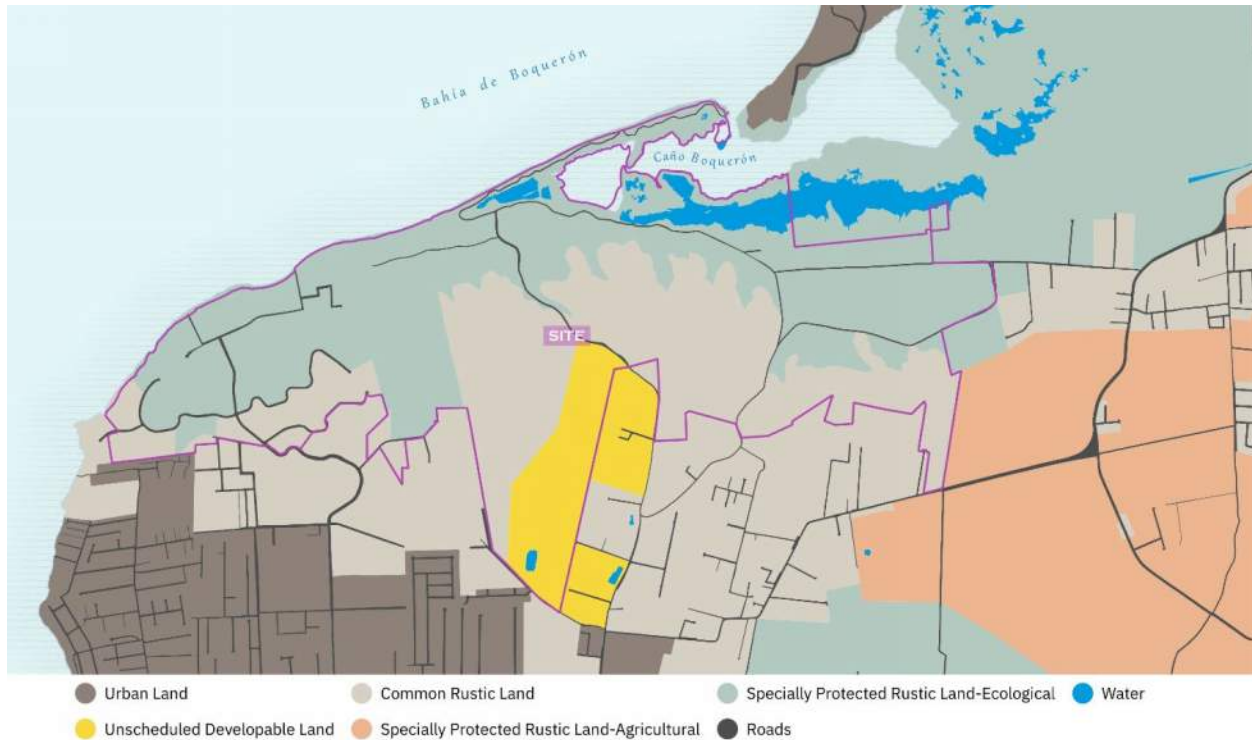 Bahía de Boquerón
Caño Boquerón
SITE
Urban Land
Common Rustic Land
Specially Protected Rustic Land-Ecological
Water
Unscheduled Developable Land
Specially Protected Rustic Land-Agricultural
Roads